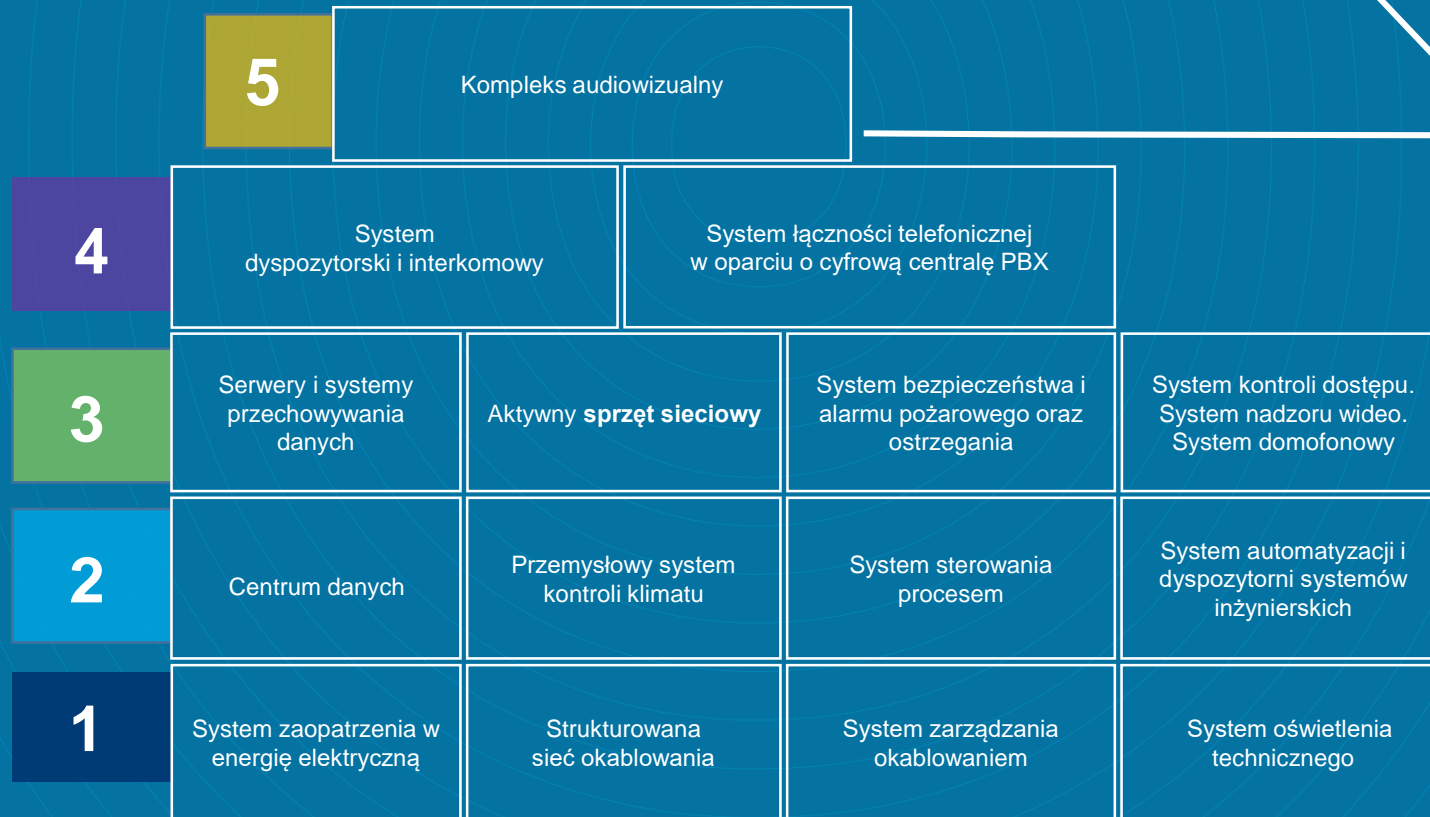 5
Kompleks audiowizualny
4
System
dyspozytorski i interkomowy
System łączności telefonicznej
w oparciu o cyfrową centralę PBX
3
Serwery i systemy
przechowywania
danych
Aktywny sprzęt sieciowy
System bezpieczeństwa i
alarmu pożarowego oraz
ostrzegania
System kontroli dostępu.
System nadzoru wideo.
System domofonowy
2
Centrum danych
Przemysłowy system
kontroli klimatu
System sterowania
procesem
System automatyzacji i
dyspozytorni systemów
inżynierskich
1
System zaopatrzenia w
energię elektryczną
Strukturowana
sieć okablowania
System zarządzania
okablowaniem
System oświetlenia
technicznego